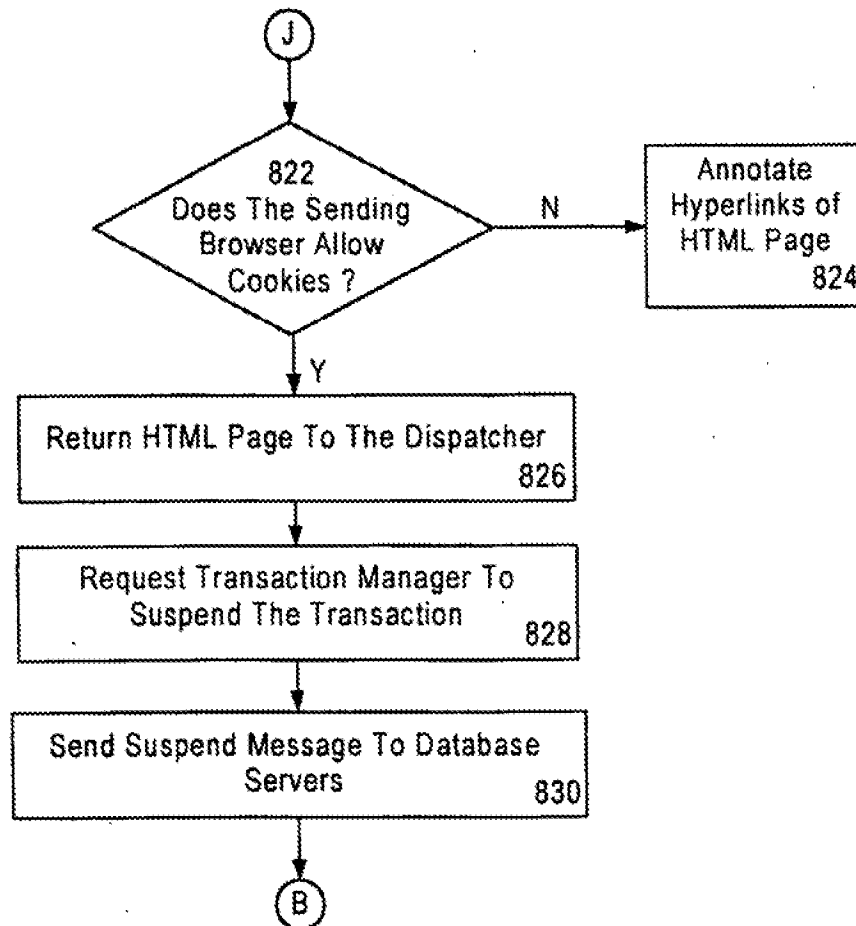 J
822
Does The Sending
Browser Allow
Cookies ?
N
Annotate
Hyperlinks of
HTML Page
824
Y
Return HTML Page To The Dispatcher
826
Request Transaction Manager To
Suspend The Transaction
828
Send Suspend Message To Database
Servers
830
B